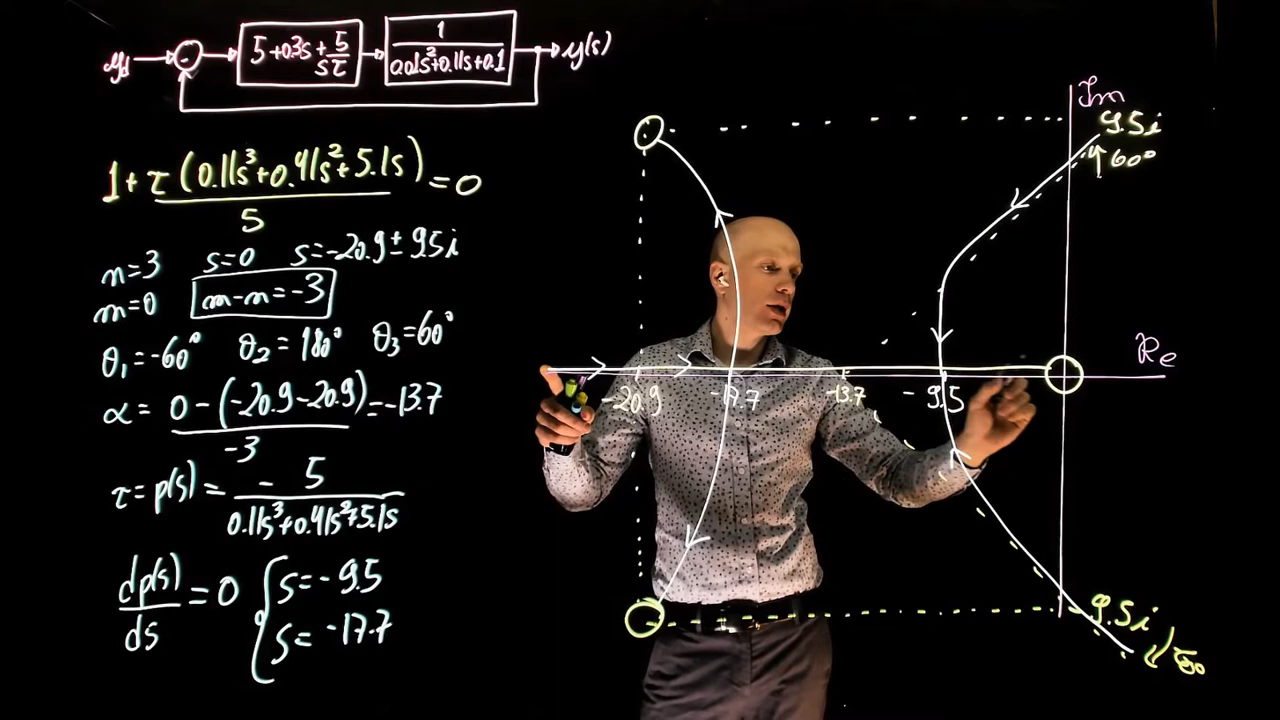 yd 5+0.3s+5/sτ 1/0.01s²+0.11s+0.1 y(s)
-
1+ τ(0.11s³+0.41s²+5.1s)/5 =0
n=3 s=0 s=-20.9±9.5i
m=0 m-n=-3
θ₁=-60° θ₂=180° θ₃=60°
α= 0-(-20.9-20.9)/-3 =-13.7
τ=p(s)= -5/0.11s³+0.41s²+5.1s
dp(s)/ds =0 { s=-9.5
s=-17.7
Im
9.5i
60°
Re
-20.9 -17.7 -13.7 -9.5
-9.5i
-60